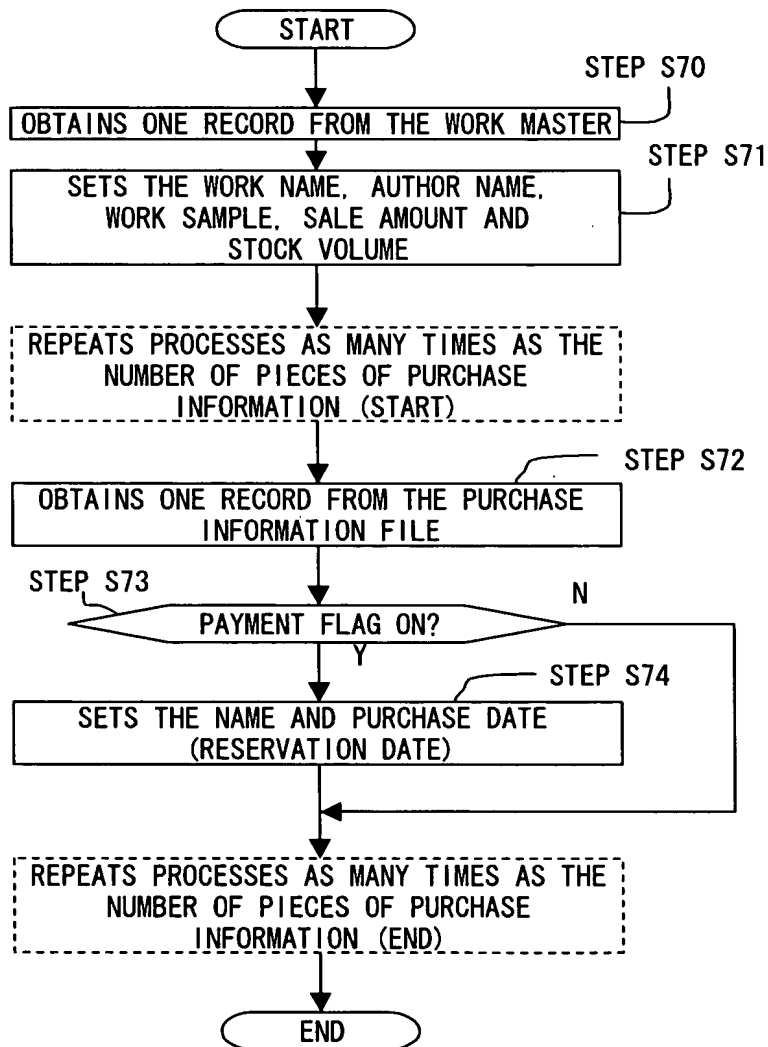 START
STEP S70
OBTAINS ONE RECORD FROM THE WORK MASTER
STEP S71
SETS THE WORK NAME, AUTHOR NAME,
WORK SAMPLE, SALE AMOUNT AND
STOCK VOLUME
REPEATS PROCESSES AS MANY TIMES AS THE
NUMBER OF PIECES OF PURCHASE
INFORMATION (START)
STEP S72
OBTAINS ONE RECORD FROM THE PURCHASE
INFORMATION FILE
STEP S73
N
PAYMENT FLAG ON?
Y
STEP S74
SETS THE NAME AND PURCHASE DATE
(RESERVATION DATE)
REPEATS PROCESSES AS MANY TIMES AS THE
NUMBER OF PIECES OF PURCHASE
INFORMATION (END)
END